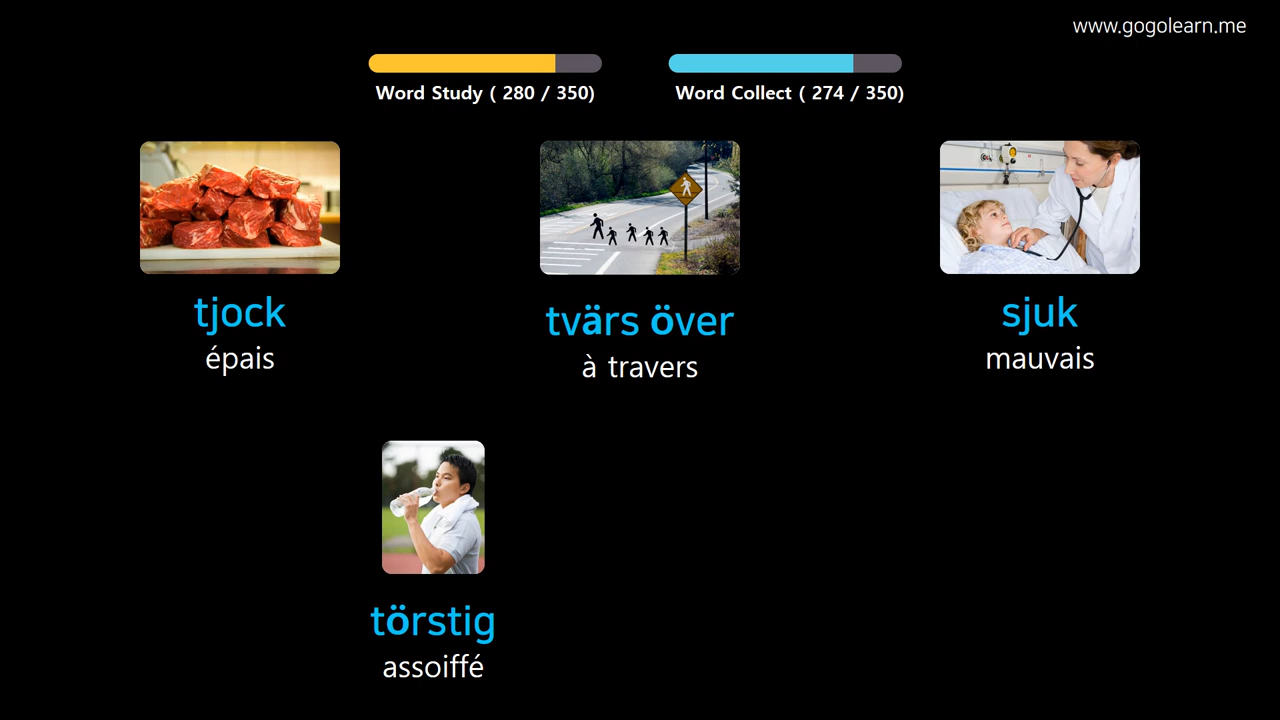 www.gogolearn.me
Word Study ( 280 / 350)
Word Collect ( 274 / 350)
tjock
tvärs över
sjuk
épais
à travers
mauvais
törstig
assoiffé